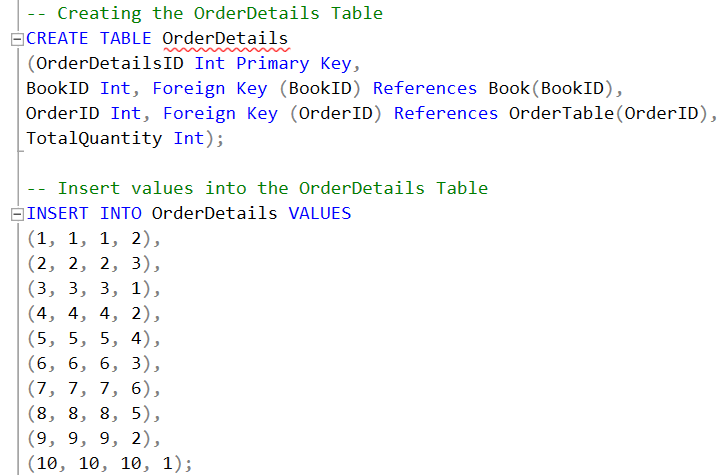 -- Creating the OrderDetails Table
CREATE TABLE OrderDetails
(OrderDetailsID Int Primary Key,
BookID Int, Foreign Key (BookID) References Book(BookID),
OrderID Int, Foreign Key (OrderID) References OrderTable(OrderID),
TotalQuantity Int);
-- Insert values into the OrderDetails Table
INSERT INTO OrderDetails VALUES
(1, 1, 1, 2),
(2, 2, 2, 3),
(3, 3, 3, 1),
(4, 4, 4, 2),
(5, 5, 5, 4),
(6, 6, 6, 3),
(7, 7, 7, 6),
(8, 8, 8, 5),
(9, 9, 9, 2),
(10, 10, 10, 1);